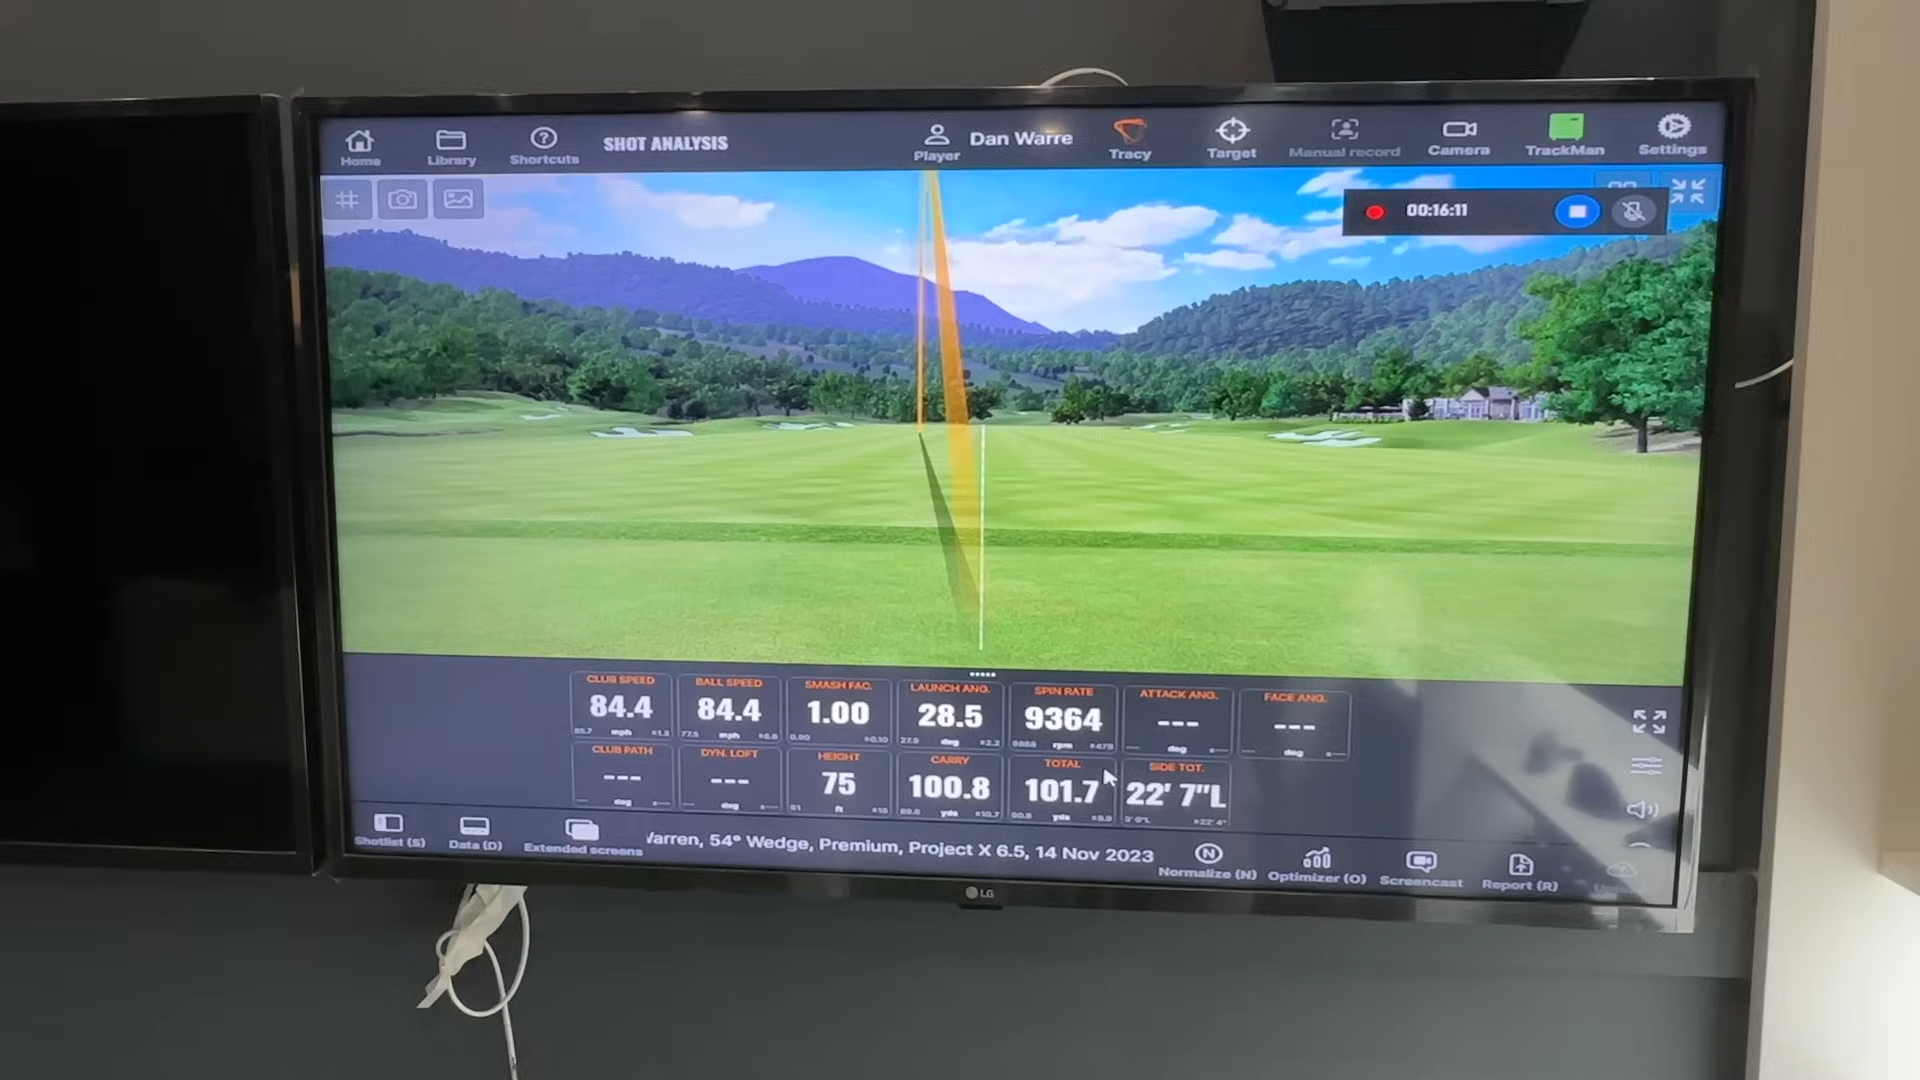 Home
Library
Shortcuts
SHOT ANALYSIS
Player
Dan Warre
Tracy
Target
Manual record
Camera
TrackMan
Settings
00:16:11
CLUB SPEED
84.4
mph
BALL SPEED
84.4
mph
SMASH FAC.
1.00
LAUNCH ANG.
28.5
deg
SPIN RATE
9364
rpm
ATTACK ANG.
---
deg
FACE ANG.
---
deg
CLUB PATH
---
deg
DYN. LOFT
---
deg
HEIGHT
75
ft
CARRY
100.8
yds
TOTAL
101.7
yds
SIDE TOT.
22' 7"L
Shotlist (S)
Data (D)
Extended screens
Warren, 54° Wedge, Premium, Project X 6.5, 14 Nov 2023
Normalize (N)
Optimizer (O)
Screencast
Report (R)
LG